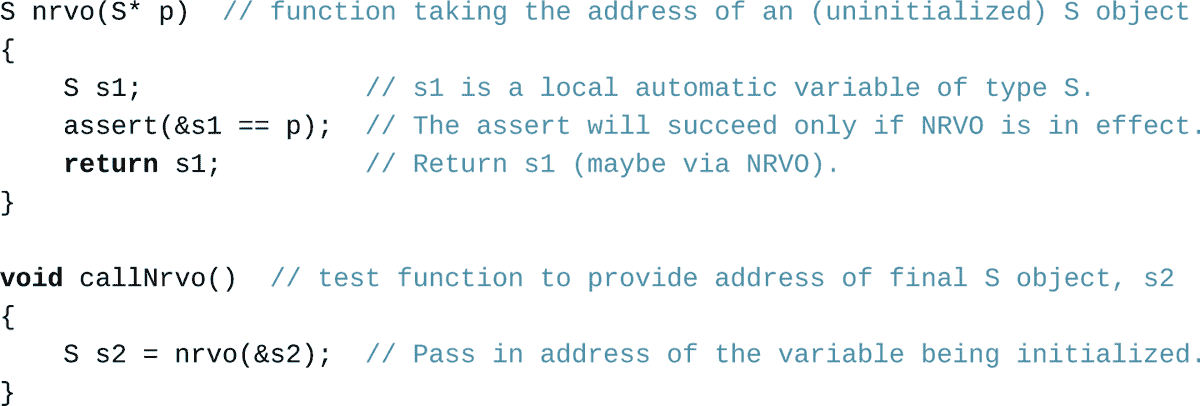 S nrvo(S* p)  // function taking the address of an (uninitialized) S object
{
    S s1;              // s1 is a local automatic variable of type S.
    assert(&s1 == p);  // The assert will succeed only if NRVO is in effect.
    return s1;         // Return s1 (maybe via NRVO).
}

void callNrvo()  // test function to provide address of final S object, s2
{
    S s2 = nrvo(&s2);  // Pass in address of the variable being initialized.
}